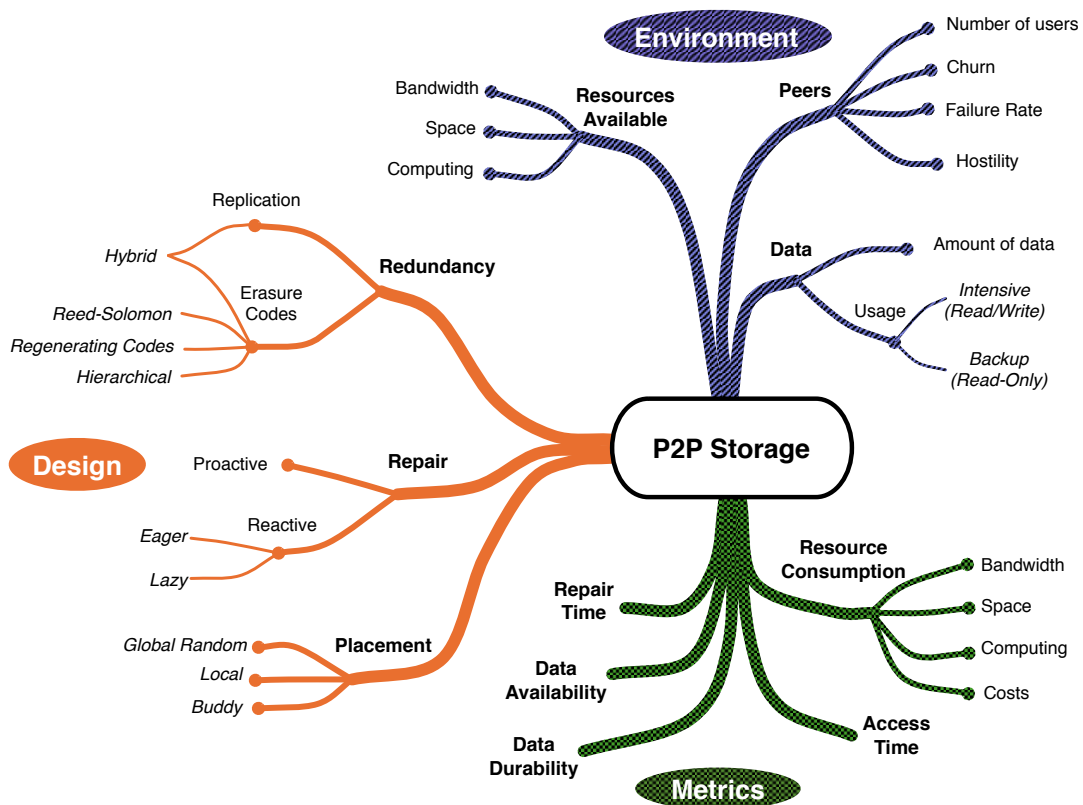 Environment
Number of users
Churn
Failure Rate
Hostility
Peers
Bandwidth
Space
Computing
Resources
Available
Data
Amount of data
Usage
Intensive
(Read/Write)
Backup
(Read-Only)
P2P Storage
Replication
Hybrid
Redundancy
Erasure
Codes
Reed-Solomon
Regenerating Codes
Hierarchical
Design
Proactive
Repair
Reactive
Eager
Lazy
Placement
Global Random
Local
Buddy
Resource
Consumption
Bandwidth
Space
Computing
Costs
Repair
Time
Data
Availability
Data
Durability
Access
Time
Metrics